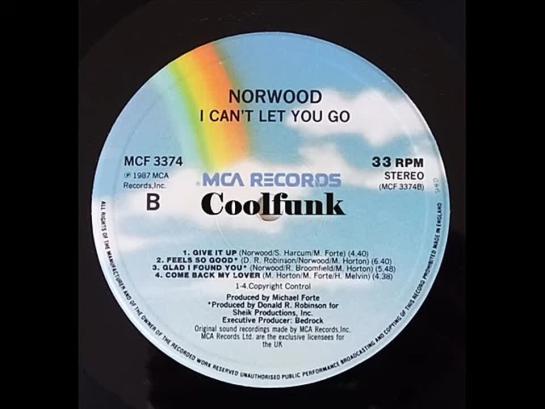 NORWOOD
I CAN'T LET YOU GO
MCF 3374
℗ 1987 MCA
Records, Inc.
B
33 RPM
STEREO
(MCF 3374B)
MCA RECORDS
Coolfunk
1. GIVE IT UP (Norwood/S. Harcum/M. Forte) (4.40)
2. FEELS SO GOOD* (D. R. Robinson/Norwood/M. Horton) (6.40)
3. GLAD I FOUND YOU* (Norwood/R. Broomfield/M. Horton) (5.48)
4. COME BACK MY LOVER (M. Horton/M. Forte/H. Melvin) (4.38)
1-4.Copyright Control
Produced by Michael Forte
*Produced by Donald R. Robinson for
Sheik Productions, Inc.
Executive Producer: Bedrock
Original sound recordings made by MCA Records, Inc.
MCA Records Ltd. are the exclusive licensees for
the UK
ALL RIGHTS OF THE MANUFACTURER AND OF THE OWNER OF THE RECORDED WORK RESERVED UNAUTHORISED PUBLIC PERFORMANCE BROADCASTING AND COPYING OF THIS RECORD PROHIBITED MADE IN ENGLAND